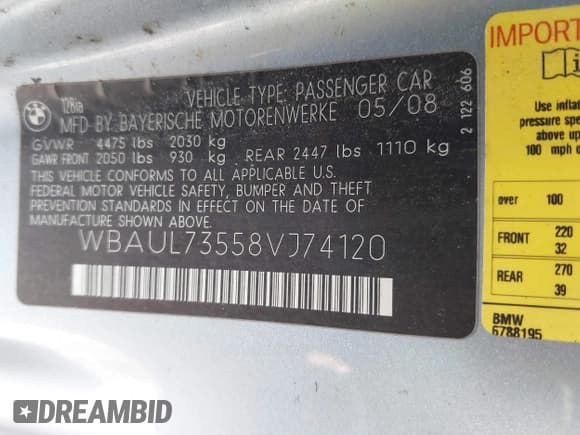 BMW
128ia
VEHICLE TYPE: PASSENGER CAR
MFD BY BAYERISCHE MOTORENWERKE 05/08
GVWR 4475 lbs 2030 kg
GAWR FRONT 2050 lbs 930 kg REAR 2447 lbs 1110 kg
THIS VEHICLE CONFORMS TO ALL APPLICABLE U.S.
FEDERAL MOTOR VEHICLE SAFETY, BUMPER AND THEFT
PREVENTION STANDARDS IN EFFECT ON THE DATE OF
MANUFACTURE SHOWN ABOVE.
WBAUL73558VJ74120
2 122 606
IMPORT
i
Use inflat
pressure spe
above up
100 mph o
over 100
FRONT 220
32
REAR 270
39
BMW
6788195
DREAMBID